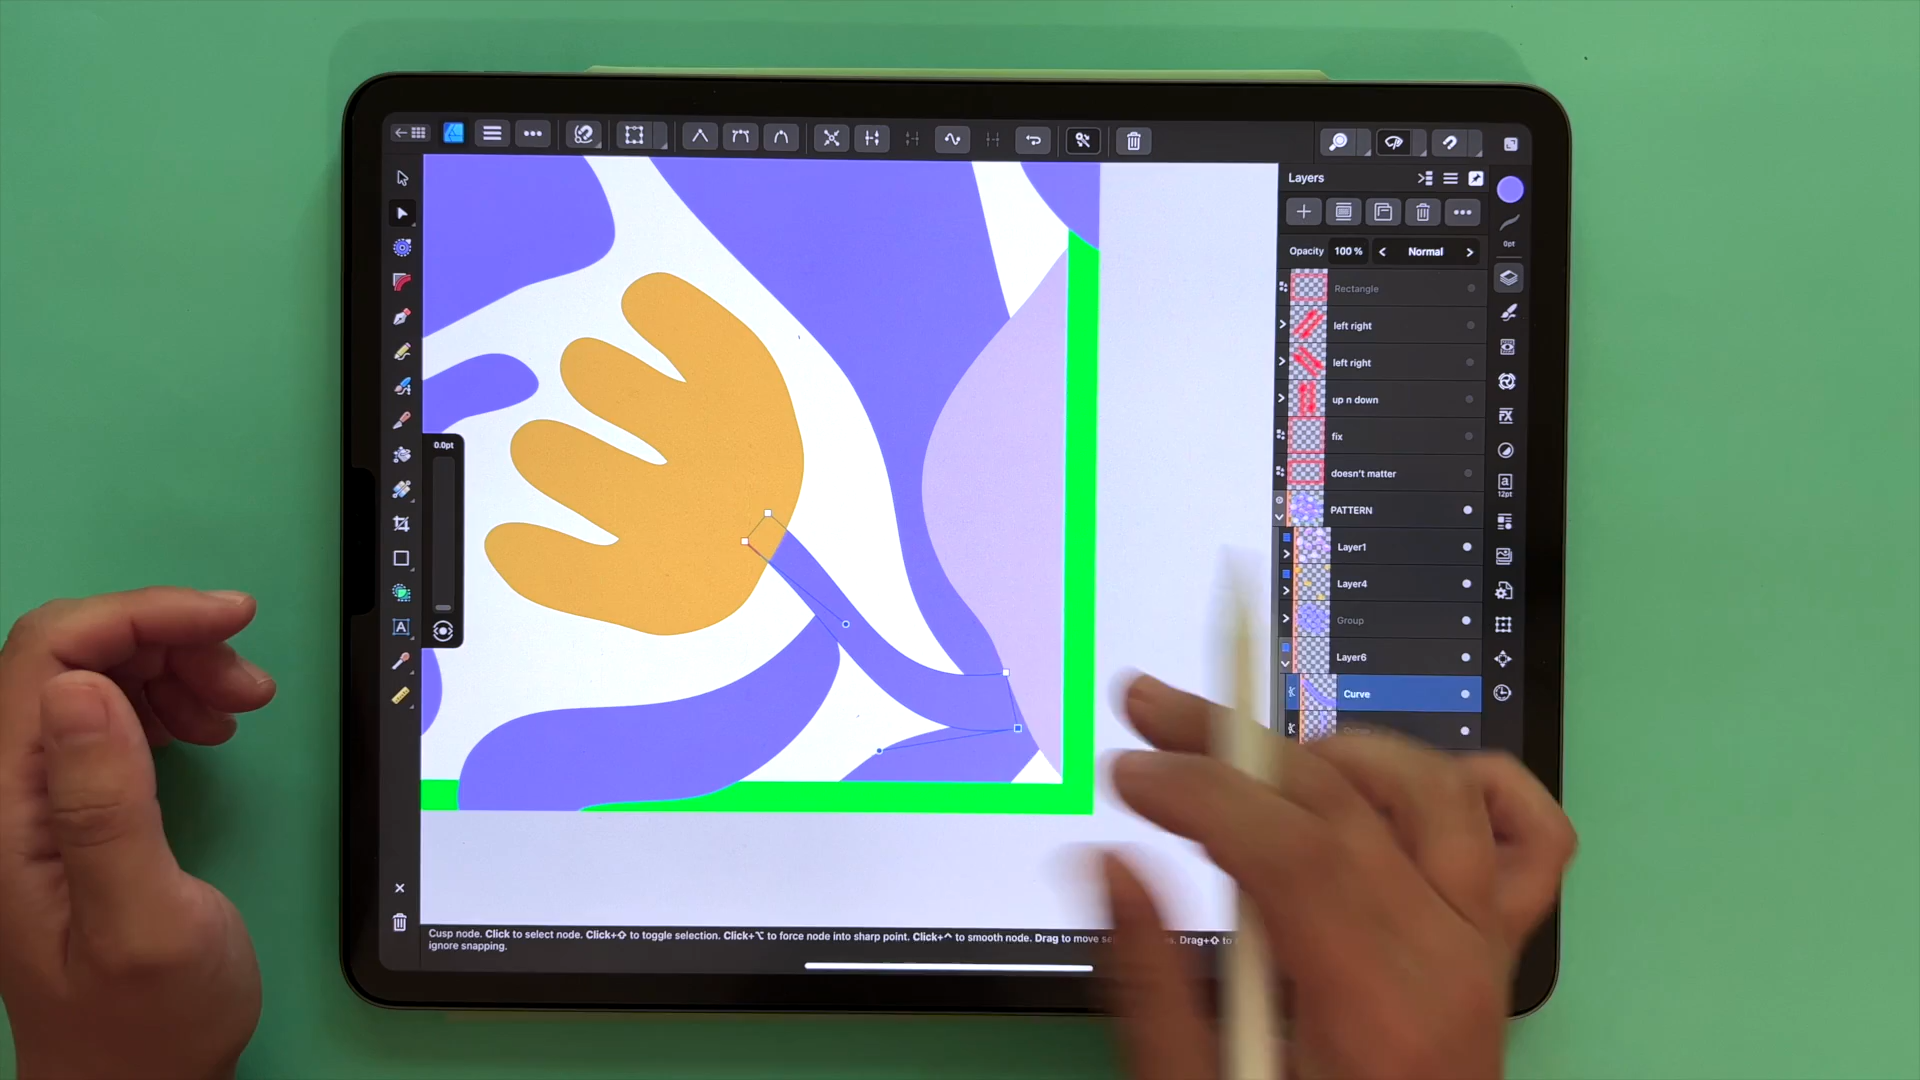 Layers
0pt
Opacity 100 % Normal
Rectangle
left right
left right
up n down
fix
doesn't matter
12pt
PATTERN
Layer1
Layer4
Group
Layer6
Curve
0.0pt
Cusp node. Click to select node. Click+⇧ to toggle selection. Click+⌥ to force node into sharp point. Click+^ to smooth node. Drag to move Drag+⇧ to
ignore snapping.